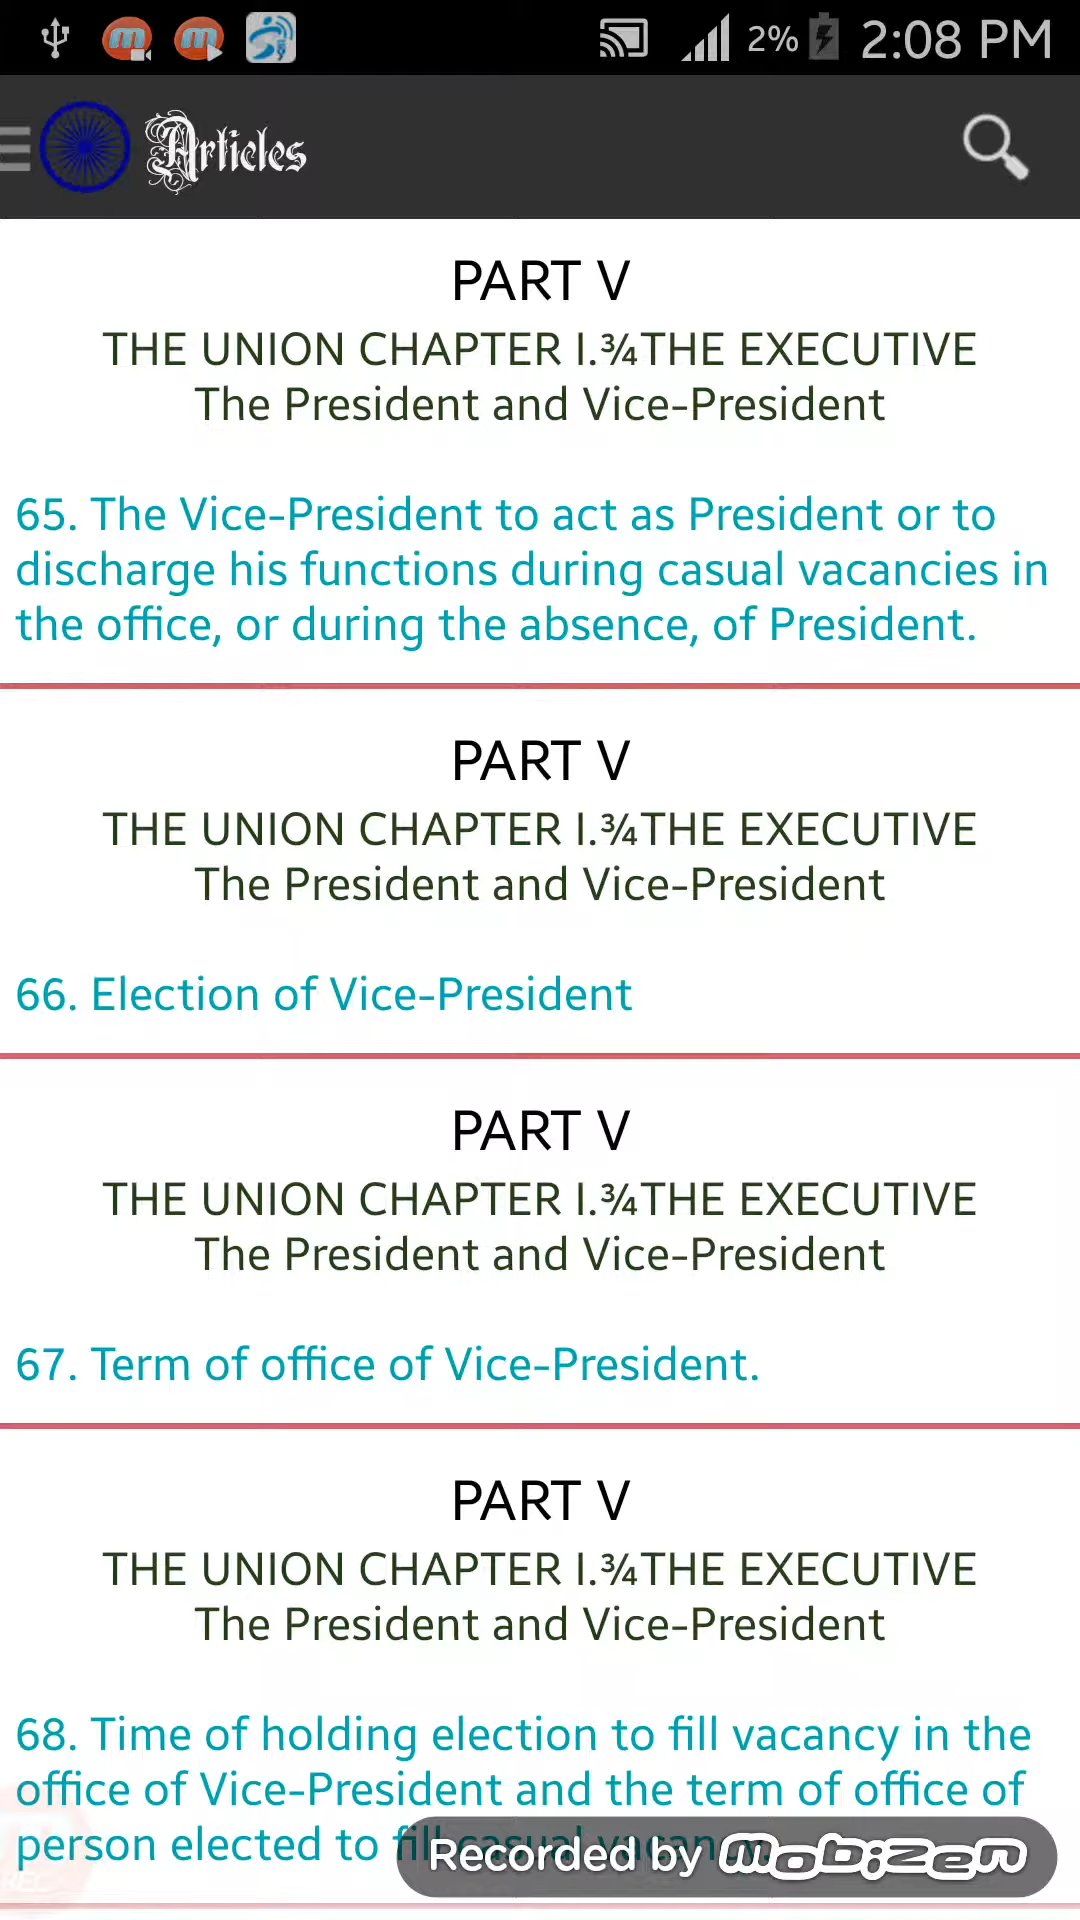 2% 2:08 PM
Articles
PART V
THE UNION CHAPTER I.¾THE EXECUTIVE
The President and Vice-President
65. The Vice-President to act as President or to
discharge his functions during casual vacancies in
the office, or during the absence, of President.
PART V
THE UNION CHAPTER I.¾THE EXECUTIVE
The President and Vice-President
66. Election of Vice-President
PART V
THE UNION CHAPTER I.¾THE EXECUTIVE
The President and Vice-President
67. Term of office of Vice-President.
PART V
THE UNION CHAPTER I.¾THE EXECUTIVE
The President and Vice-President
68. Time of holding election to fill vacancy in the
office of Vice-President and the term of office of
person elected to fill casual vacancy.
REC
Recorded by mobizen